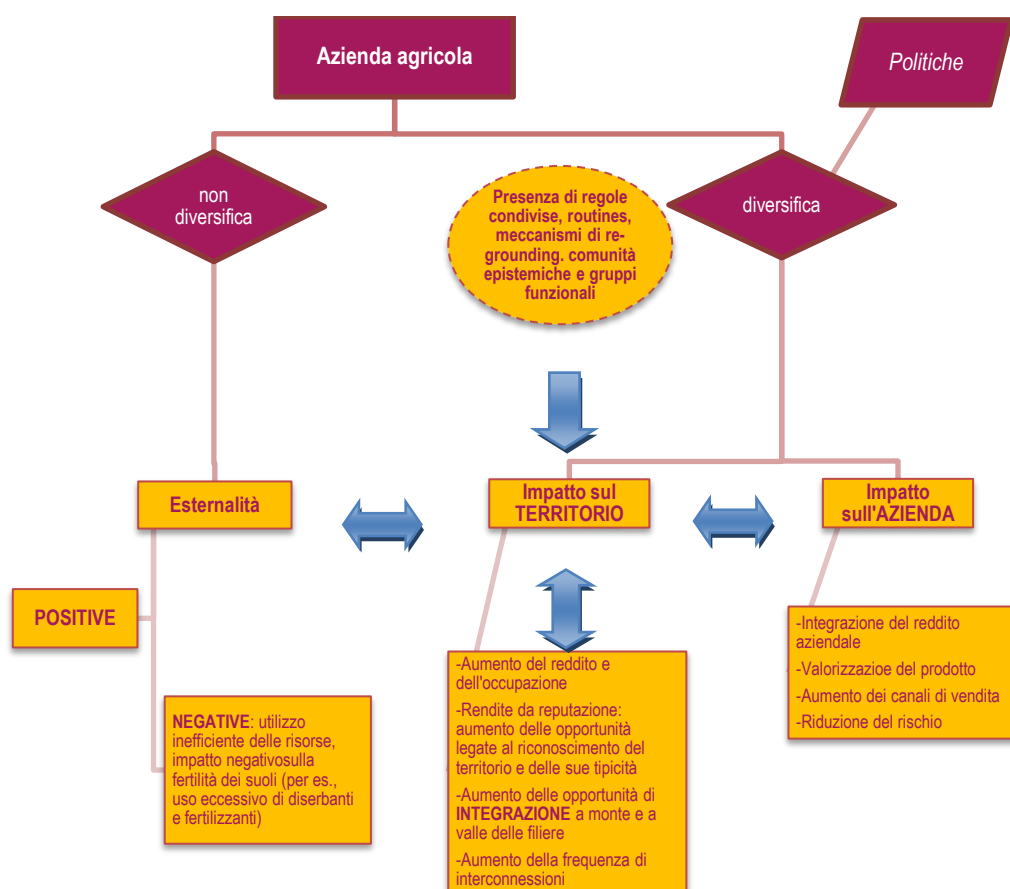 Azienda agricola
Politiche
non
diversifica
Presenza di regole
condivise, routines,
meccanismi di re-
grounding. comunità
epistemiche e gruppi
funzionali
diversifica
Esternalità
Impatto sul
TERRITORIO
Impatto
sull'AZIENDA
POSITIVE
NEGATIVE: utilizzo
inefficiente delle risorse,
impatto negativosulla
fertilità dei suoli (per es.,
uso eccessivo di diserbanti
e fertilizzanti)
-Aumento del reddito e
dell'occupazione
-Rendite da reputazione:
aumento delle opportunità
legate al riconoscimento del
territorio e delle sue tipicità
-Aumento delle opportunità di
INTEGRAZIONE a monte e a
valle delle filiere
-Aumento della frequenza di
interconnessioni
-Integrazione del reddito
aziendale
-Valorizzazioe del prodotto
-Aumento dei canali di vendita
-Riduzione del rischio